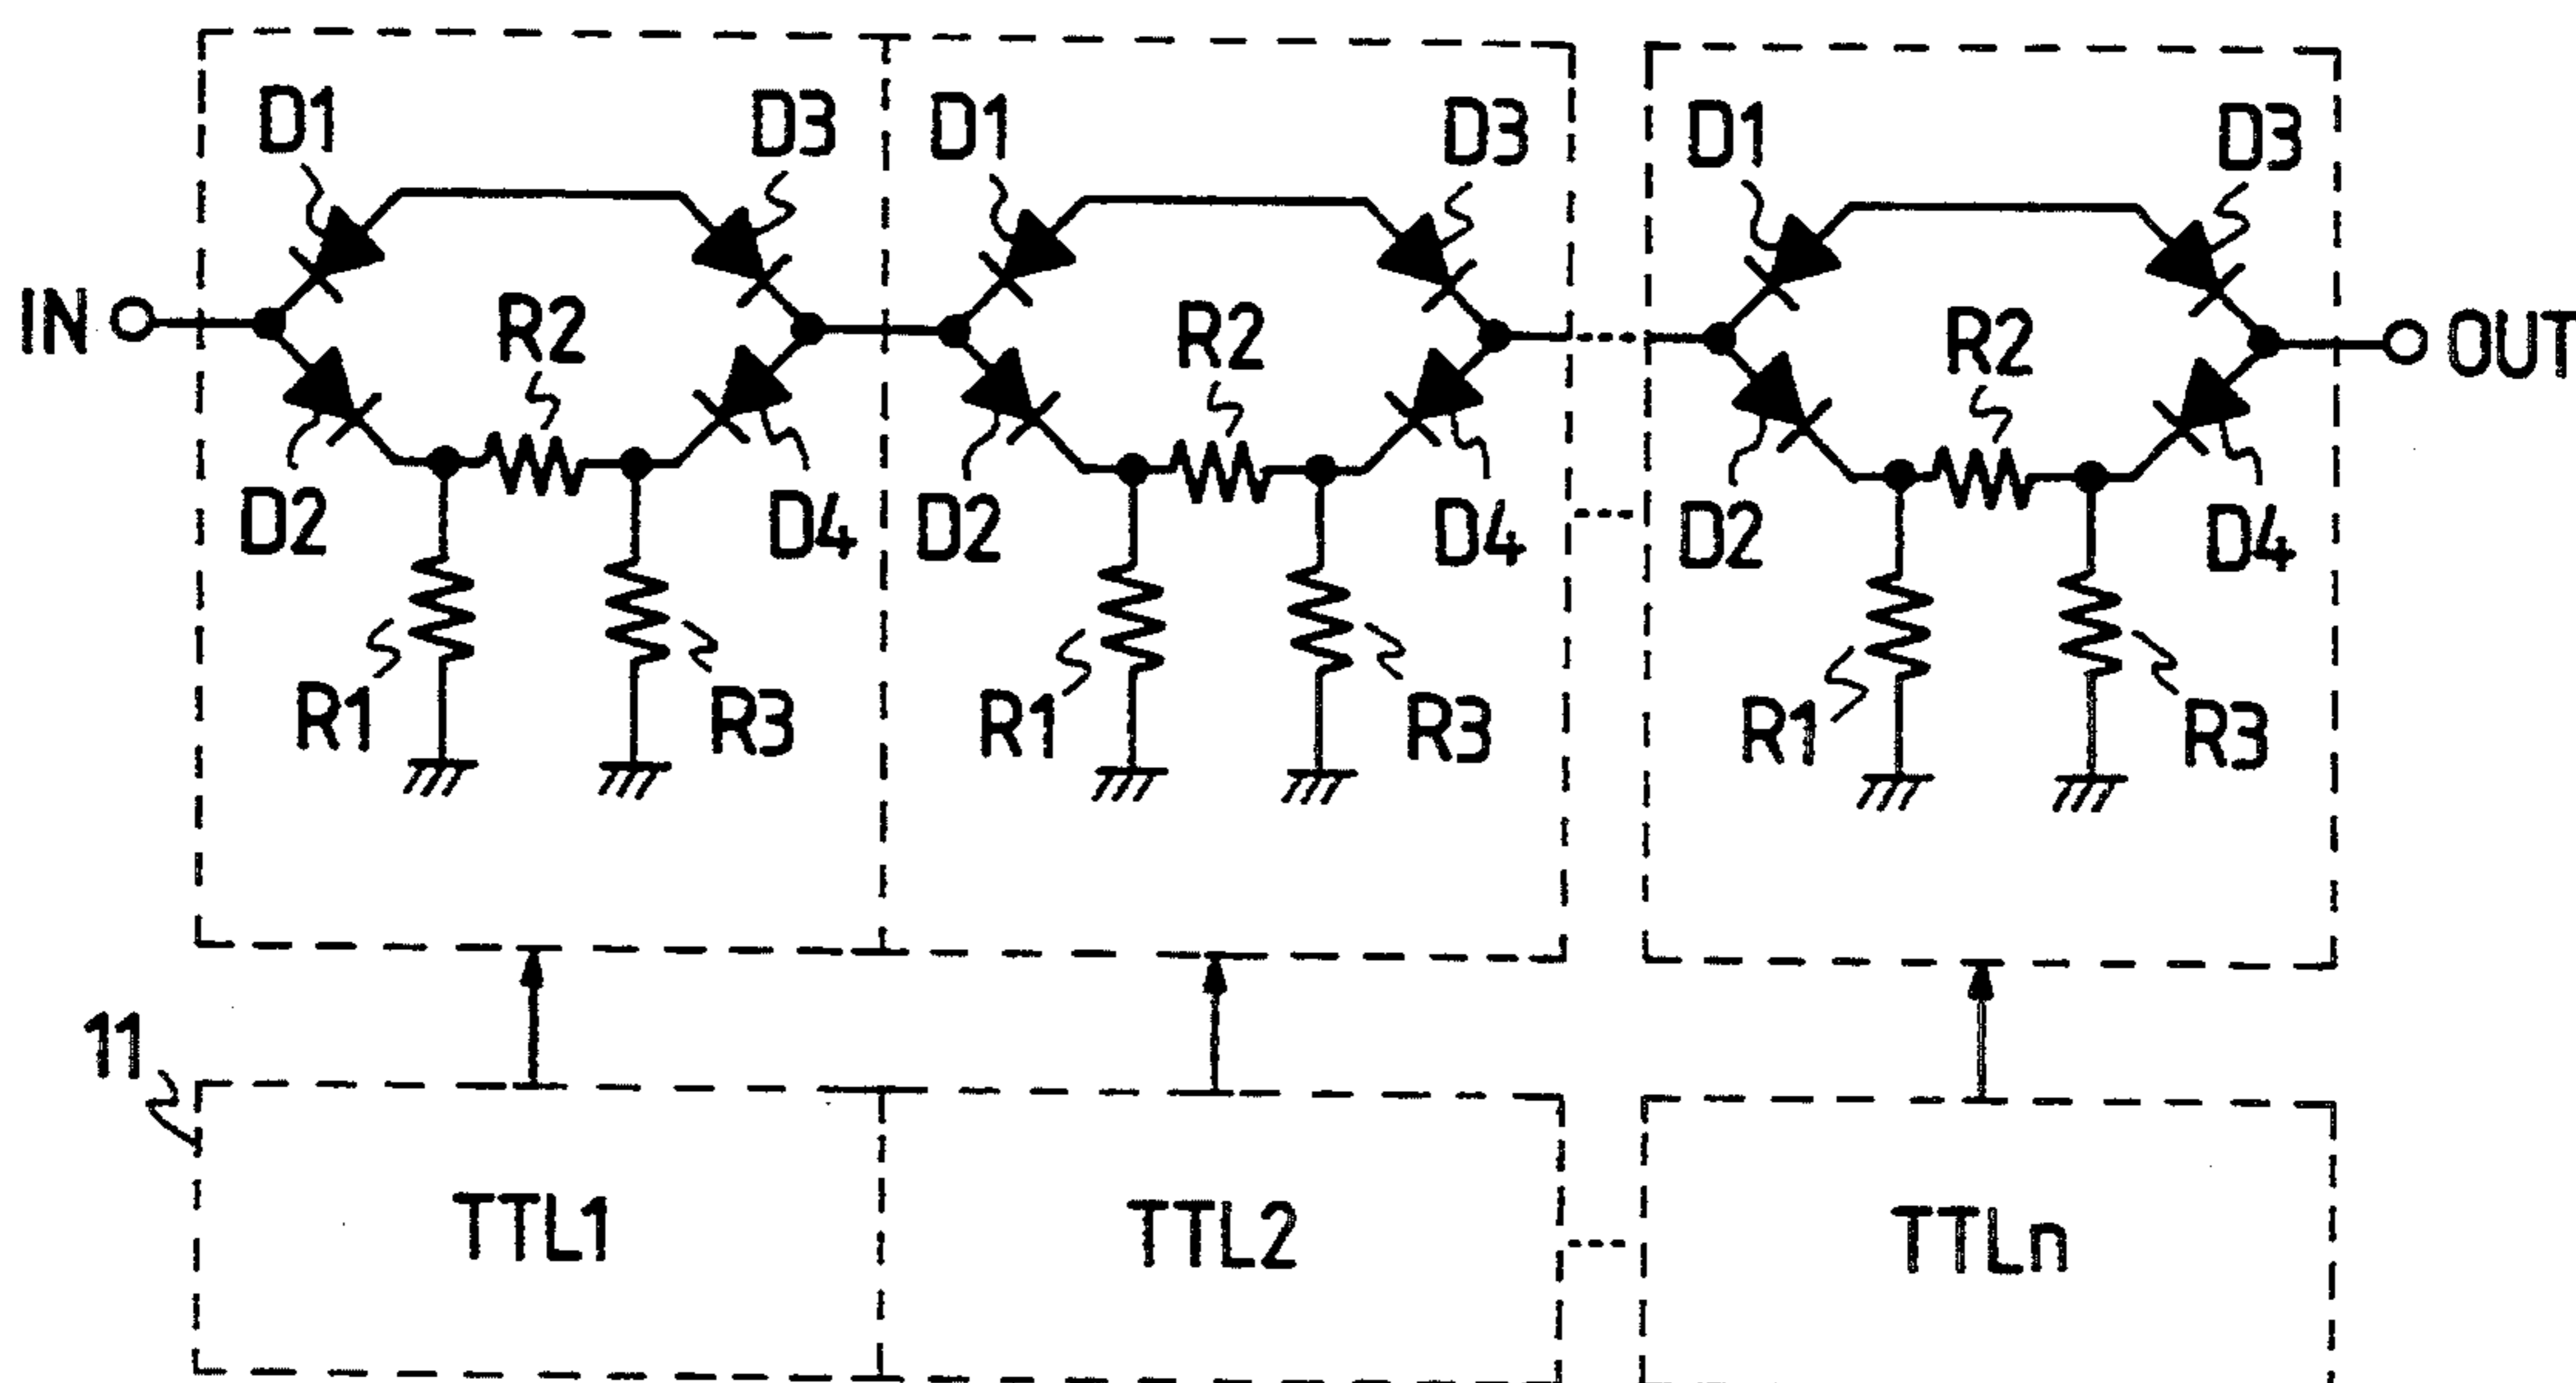 D1 D3 D1 D3 D1 D3
IN R2 R2 R2 OUT
D2 D4 D2 D4 D2 D4
R1 R3 R1 R3 R1 R3
11
TTL1 TTL2 TTLn